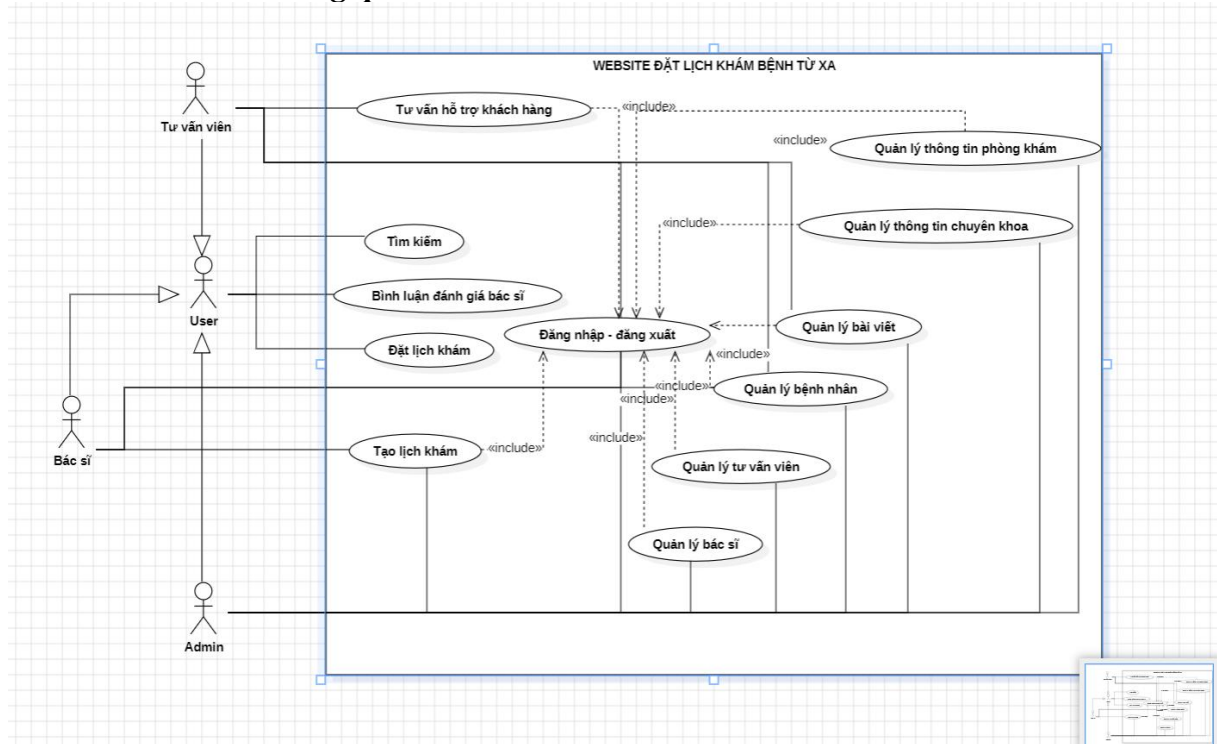 WEBSITE ĐẶT LỊCH KHÁM BỆNH TỪ XA
Tư vấn viên
Tư vấn hỗ trợ khách hàng
«include»
«include»
Quản lý thông tin phòng khám
«include»
Quản lý thông tin chuyên khoa
Tìm kiếm
User
Bình luận đánh giá bác sĩ
Đăng nhập - đăng xuất
Quản lý bài viết
Đặt lịch khám
«include»
«include»
Quản lý bệnh nhân
«include»
Bác sĩ
Tạo lịch khám
«include»
«include»
Quản lý tư vấn viên
Quản lý bác sĩ
Admin